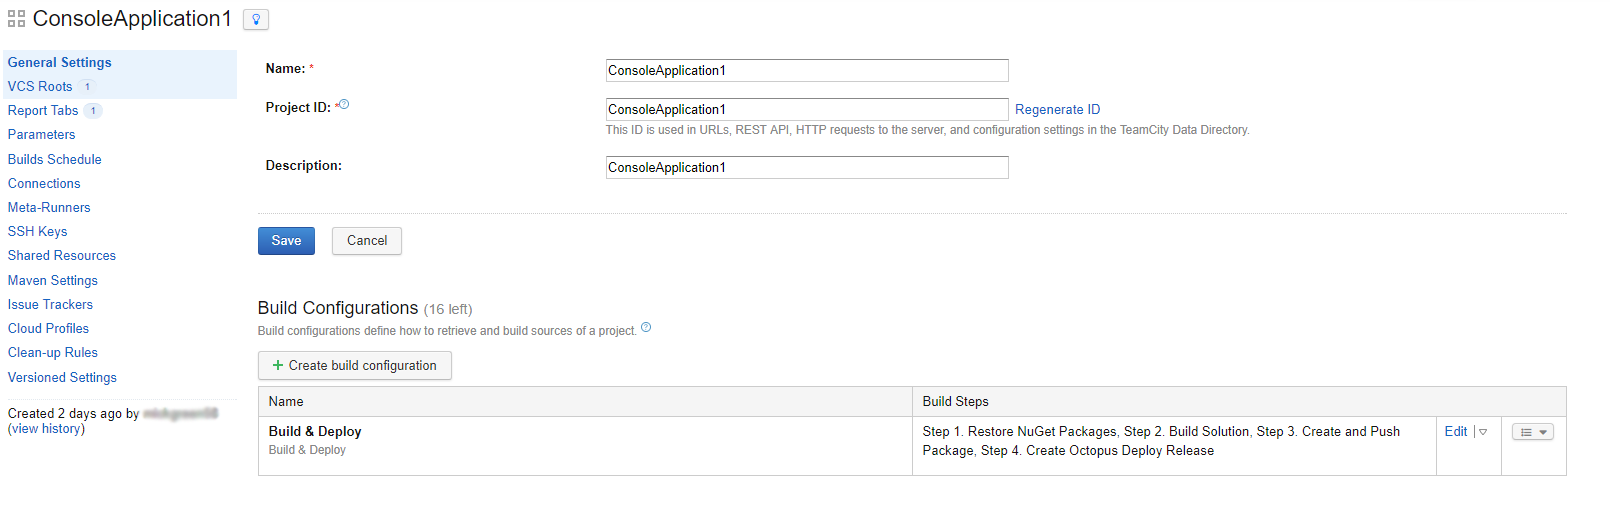 ConsoleApplication1
General Settings
VCS Roots 1
Report Tabs 1
Parameters
Builds Schedule
Connections
Meta-Runners
SSH Keys
Shared Resources
Maven Settings
Issue Trackers
Cloud Profiles
Clean-up Rules
Versioned Settings
Created 2 days ago by
(view history)
Name: * ConsoleApplication1
Project ID: * ? ConsoleApplication1 Regenerate ID
This ID is used in URLs, REST API, HTTP requests to the server, and configuration settings in the TeamCity Data Directory.
Description: ConsoleApplication1
Save Cancel
Build Configurations (16 left)
Build configurations define how to retrieve and build sources of a project. ?
+ Create build configuration
Name Build Steps
Build & Deploy
Build & Deploy
Step 1. Restore NuGet Packages, Step 2. Build Solution, Step 3. Create and Push
Package, Step 4. Create Octopus Deploy Release
Edit